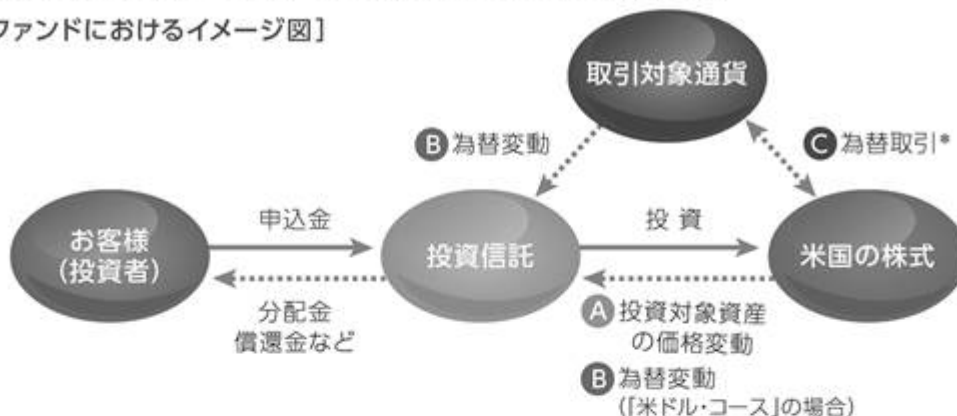 ファンドにおけるイメージ図]
取引対象通貨
B 為替変動
C 為替取引*
お客様
(投資者)
申込金
投資信託
投 資
米国の株式
分配金
償還金など
A 投資対象資産
の価格変動
B 為替変動
(「米ドル・コース」の場合)